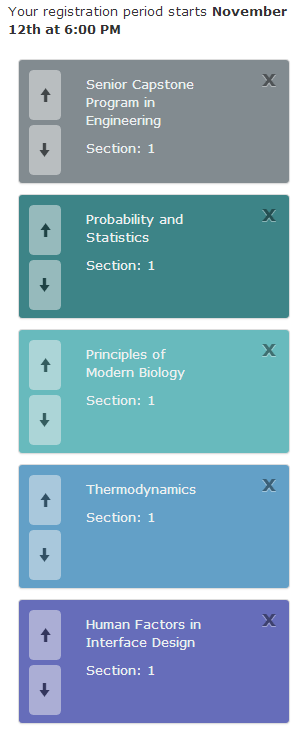 Your registration period starts November
12th at 6:00 PM
Senior Capstone
Program in
Engineering
Section: 1
X
Probability and
Statistics
Section: 1
X
Principles of
Modern Biology
Section: 1
X
Thermodynamics
Section: 1
X
Human Factors in
Interface Design
Section: 1
X